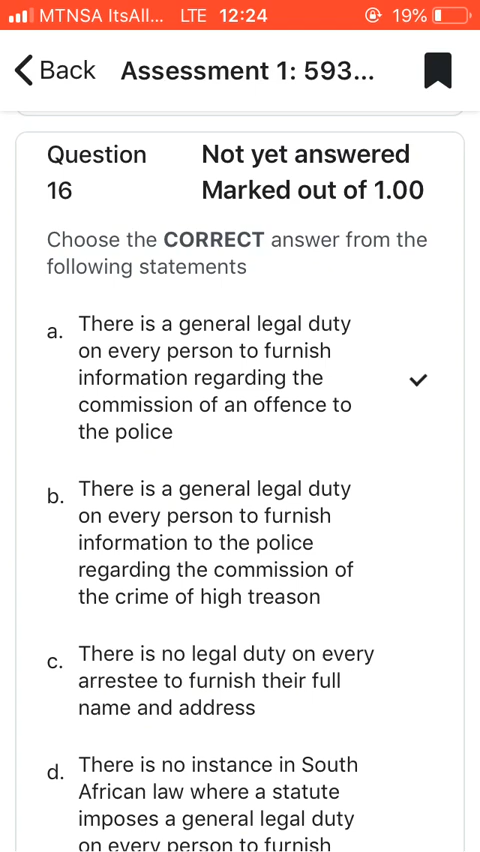 MTNSA ItsAll... LTE 12:24 19%
Back Assessment 1: 593...
Question Not yet answered
16 Marked out of 1.00
Choose the CORRECT answer from the
following statements
a. There is a general legal duty
on every person to furnish
information regarding the
commission of an offence to
the police
b. There is a general legal duty
on every person to furnish
information to the police
regarding the commission of
the crime of high treason
c. There is no legal duty on every
arrestee to furnish their full
name and address
d. There is no instance in South
African law where a statute
imposes a general legal duty
on every person to furnish